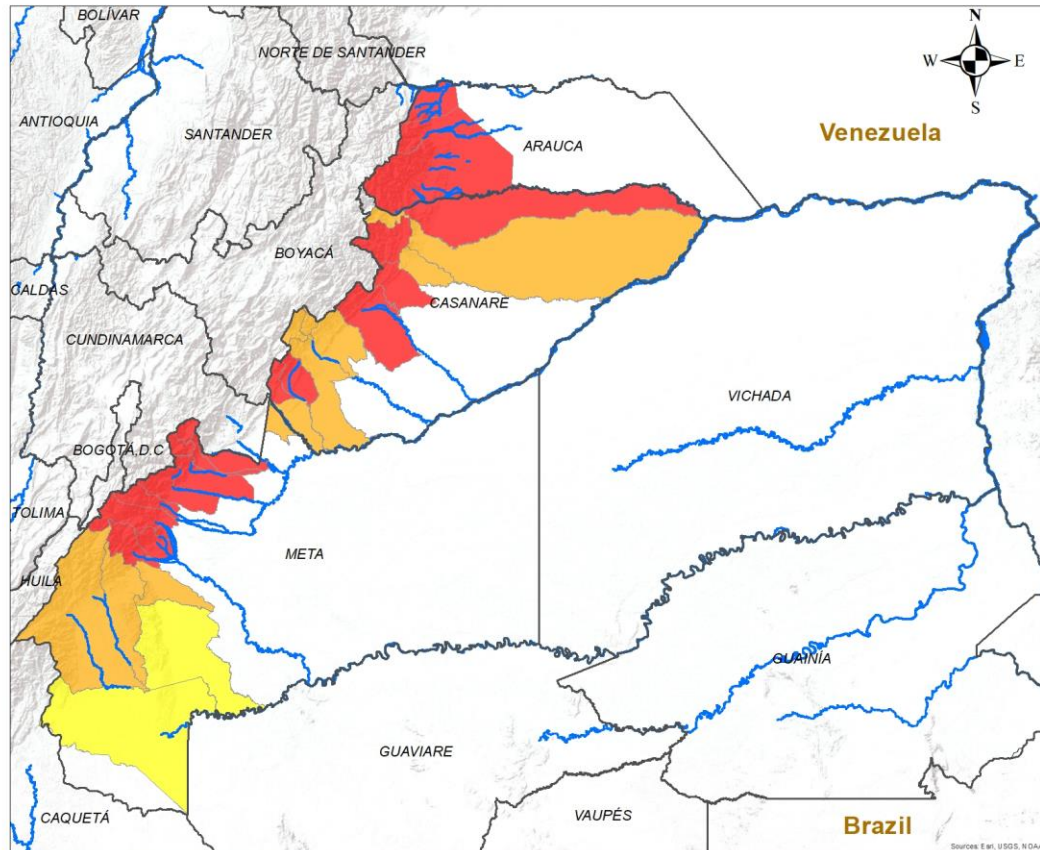 BOLÍVAR
N
NORTE DE SANTANDER
W
E
S
ANTIOQUIA
SANTANDER
ARAUCA
Venezuela
BOYACÁ
CALDAS
CASANARE
CUNDINAMARCA
VICHADA
BOGOTÁ,D.C
TOLIMA
META
HUILA
GUAINÍA
GUAVIARE
CAQUETÁ
VAUPÉS
Brazil
Sources: Esri, USGS, NOAA